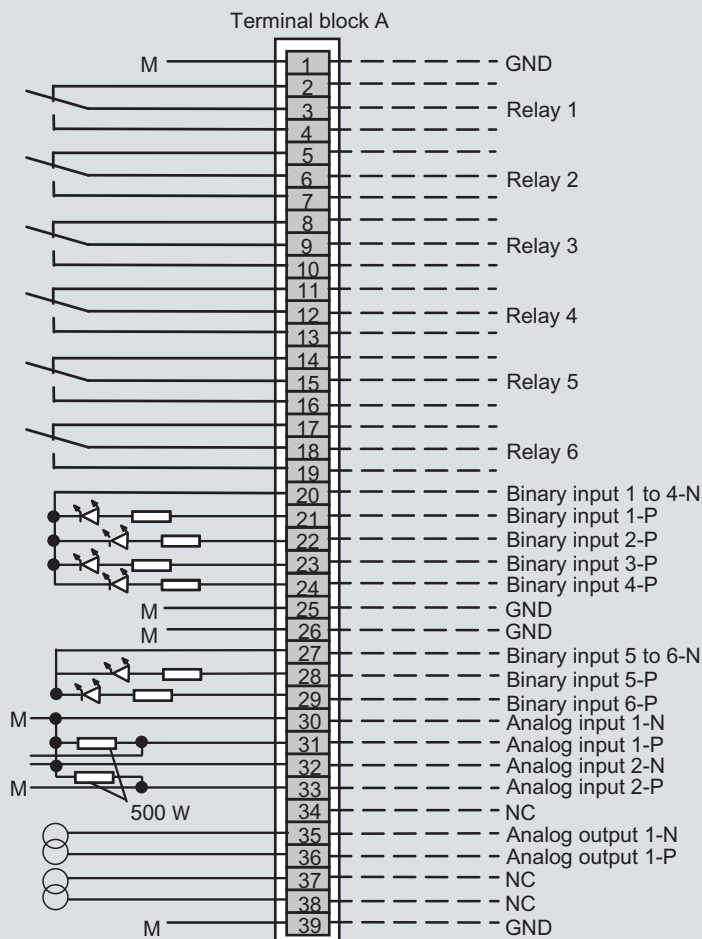 Terminal block A
M 1 GND
2
3 Relay 1
4
5
6 Relay 2
7
8
9 Relay 3
10
11
12 Relay 4
13
14
15 Relay 5
16
17
18 Relay 6
19
20 Binary input 1 to 4-N
21 Binary input 1-P
22 Binary input 2-P
23 Binary input 3-P
24 Binary input 4-P
M 25 GND
M 26 GND
27 Binary input 5 to 6-N
28 Binary input 5-P
29 Binary input 6-P
M 30 Analog input 1-N
31 Analog input 1-P
32 Analog input 2-N
M 33 Analog input 2-P
500 W 34 NC
35 Analog output 1-N
36 Analog output 1-P
37 NC
38 NC
M 39 GND